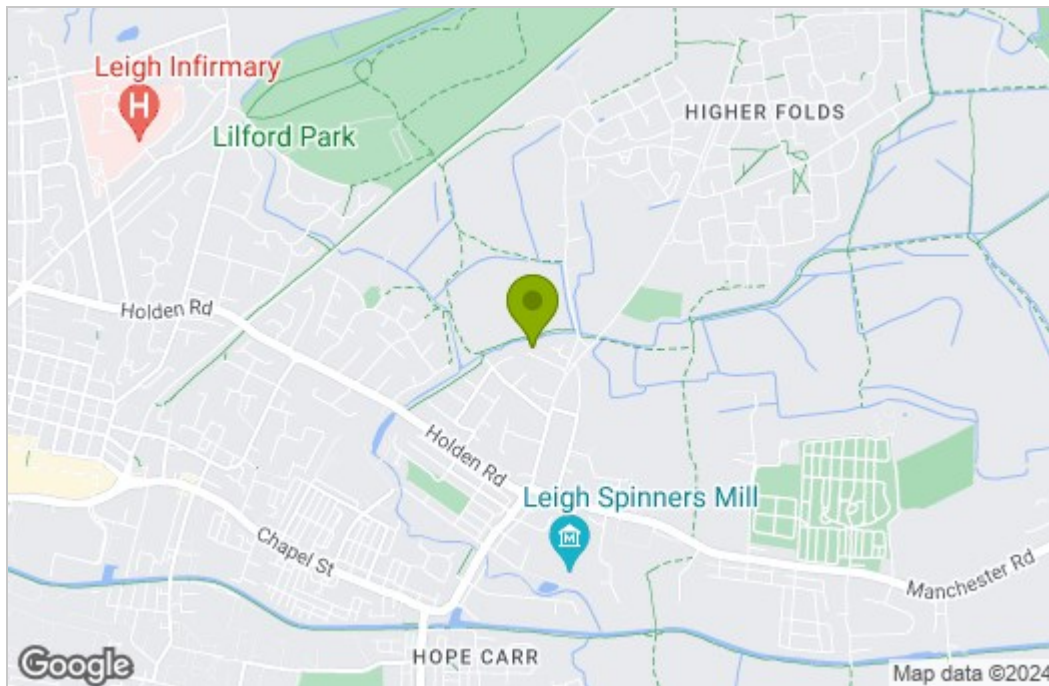 Leigh Infirmary
H
HIGHER FOLDS
Lilford Park
Holden Rd
Holden Rd
Leigh Spinners Mill
M
Chapel St
Manchester Rd
HOPE CARR
Google
Map data ©2024